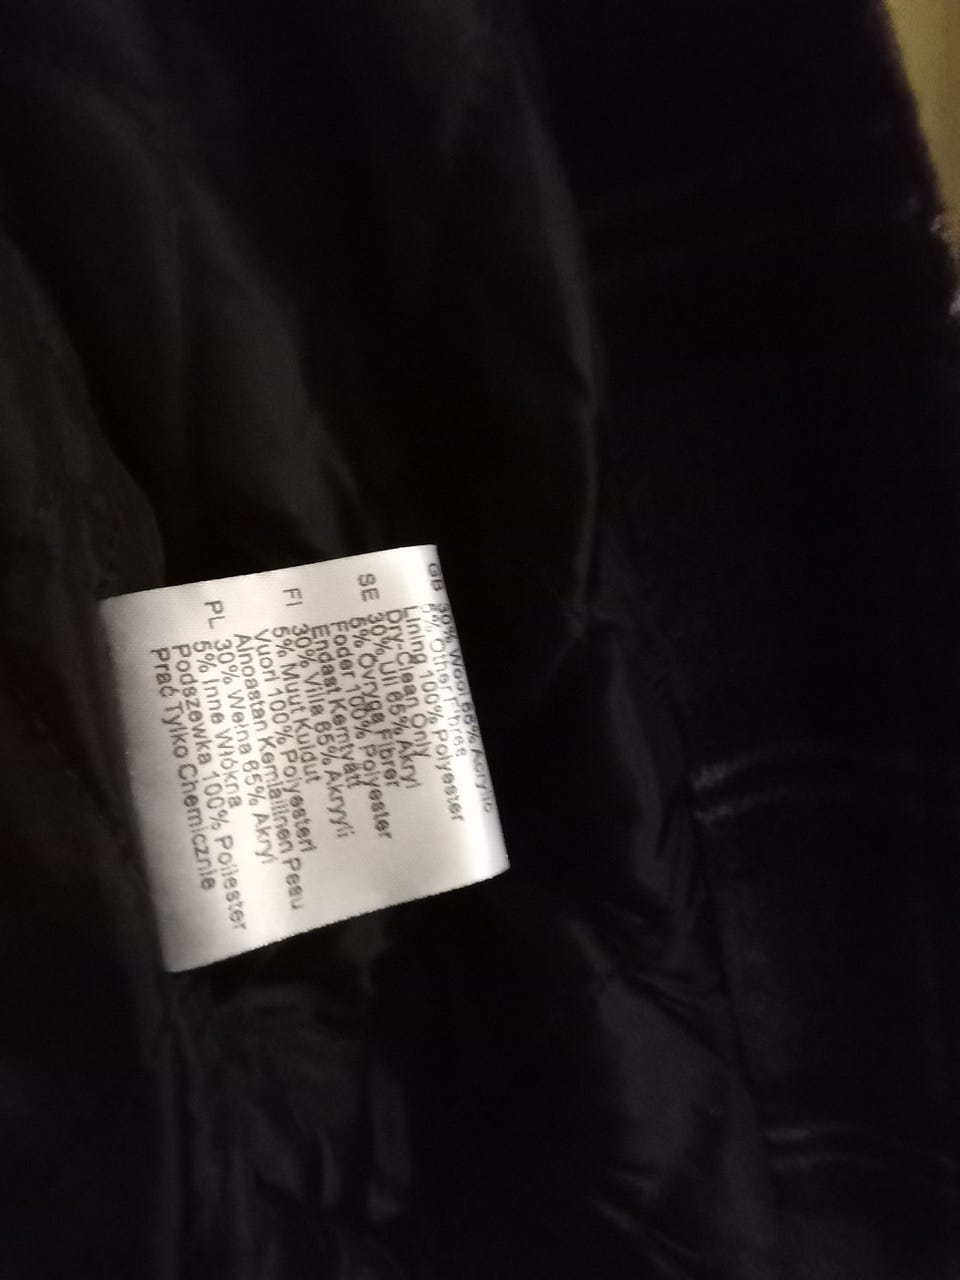 GB 30% Wool 65% Acrylic
5% Other Fibres
Lining 100% Polyester
Dry-Clean Only
SE 30% Ull 65% Akryl
5% Övryga Fibrer
Foder 100% Polyester
Endast Kemtvätt
FI 30% Villa 65% Akryyli
5% Muut Kuidut
Vuori 100% Polyesteri
Ainoastan Kemiallinen Pesu
PL 30% Wełna 65% Akryl
5% Inne Włókna
Podszewka 100% Poliester
Prać Tylko Chemicznie